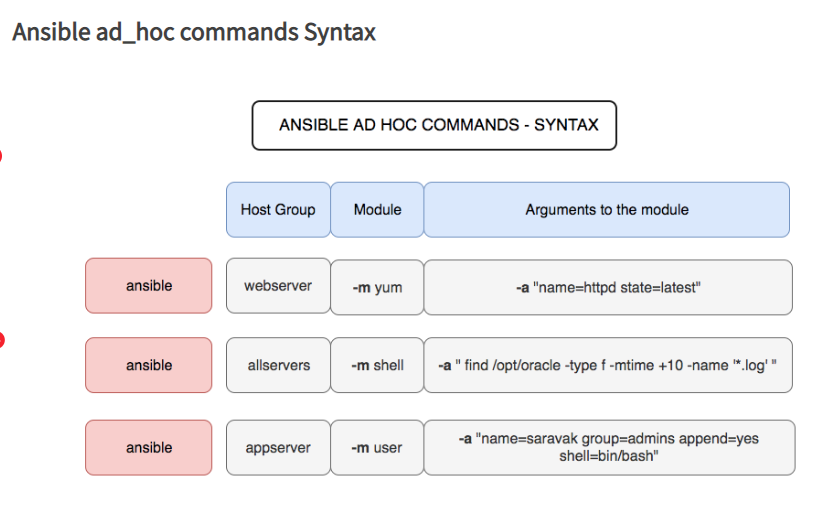 Ansible ad_hoc commands Syntax
ANSIBLE AD HOC COMMANDS - SYNTAX
Host Group Module Arguments to the module
ansible webserver -m yum -a "name=httpd state=latest"
ansible allservers -m shell -a " find /opt/oracle -type f -mtime +10 -name '*.log' "
ansible appserver -m user -a "name=saravak group=admins append=yes
shell=bin/bash"